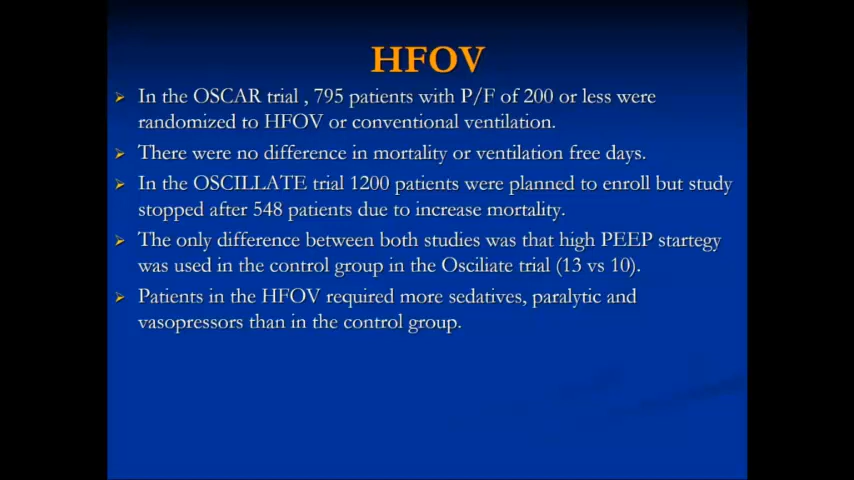 HFOV
In the OSCAR trial , 795 patients with P/F of 200 or less were
randomized to HFOV or conventional ventilation.
There were no difference in mortality or ventilation free days.
In the OSCILLATE trial 1200 patients were planned to enroll but study
stopped after 548 patients due to increase mortality.
The only difference between both studies was that high PEEP startegy
was used in the control group in the Osciliate trial (13 vs 10).
Patients in the HFOV required more sedatives, paralytic and
vasopressors than in the control group.